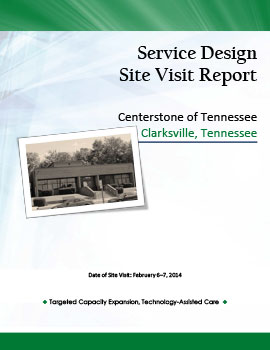 Service Design
Site Visit Report
Centerstone of Tennessee
Clarksville, Tennessee
Date of Site Visit: February 6–7, 2014
◆ Targeted Capacity Expansion, Technology-Assisted Care ◆